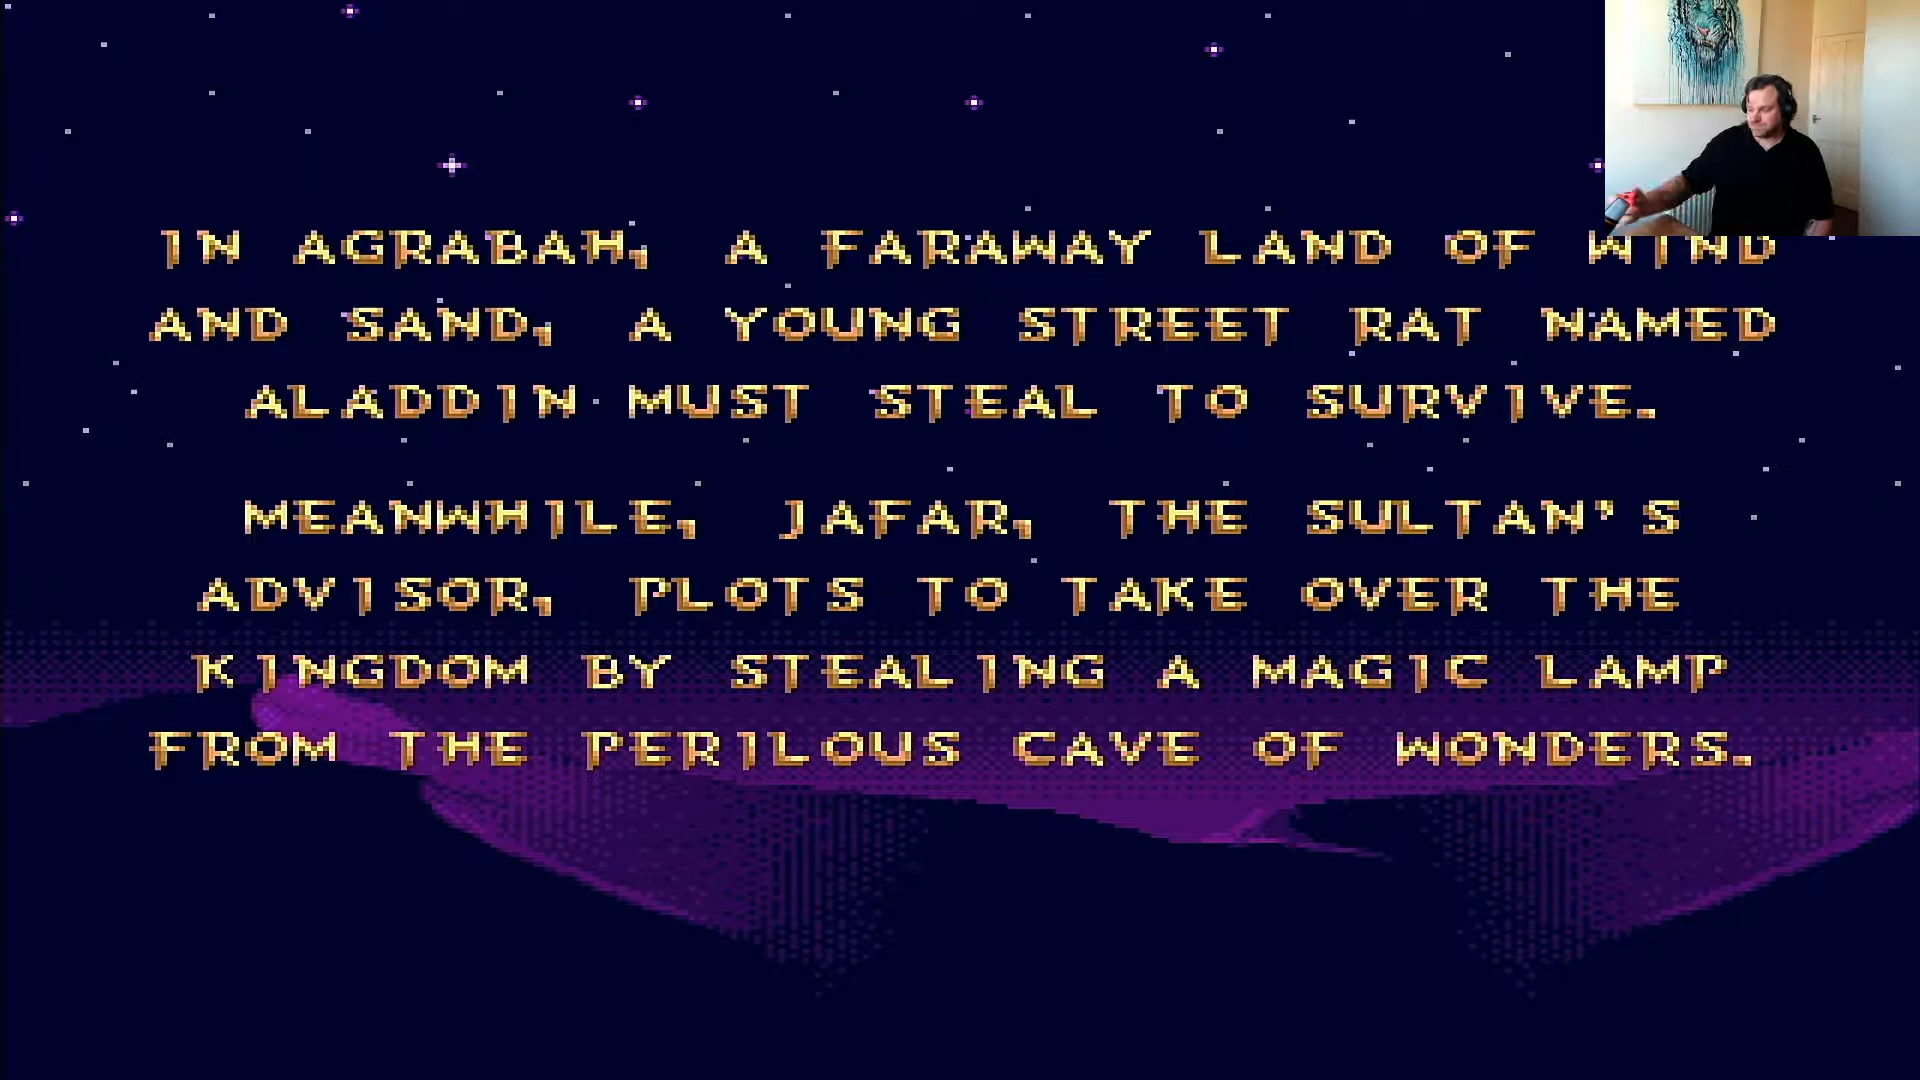 IN AGRABAH, A FARAWAY LAND OF WIND
AND SAND, A YOUNG STREET RAT NAMED
ALADDIN MUST STEAL TO SURVIVE.
MEANWHILE, JAFAR, THE SULTAN'S
ADVISOR, PLOTS TO TAKE OVER THE
KINGDOM BY STEALING A MAGIC LAMP
FROM THE PERILOUS CAVE OF WONDERS.